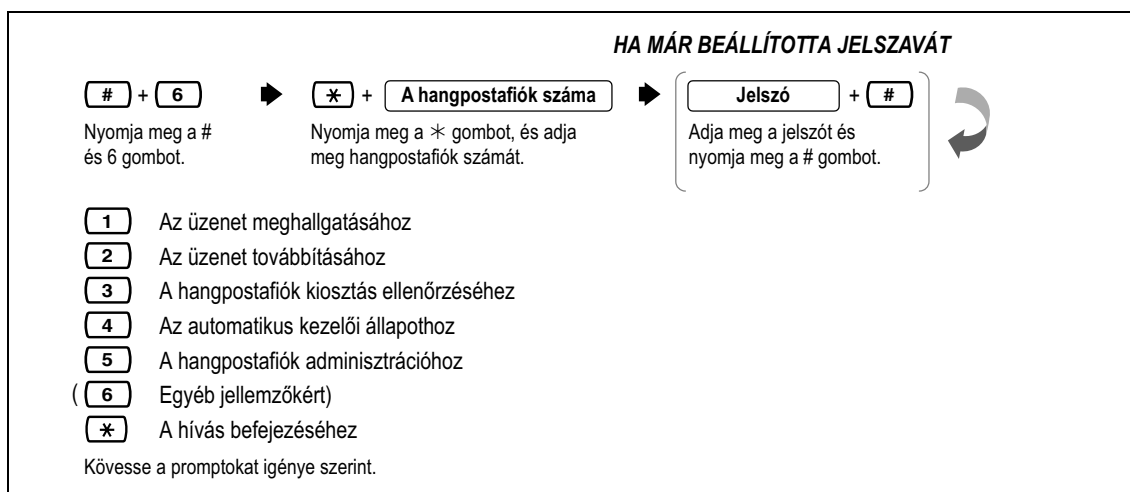 HA MÁR BEÁLLÍTOTTA JELSZAVÁT
# + 6 ➧ * + A hangpostafiók száma ➧ Jelszó + #
Nyomja meg a # Nyomja meg a * gombot, és adja Adja meg a jelszót és
és 6 gombot. meg hangpostafiók számát. nyomja meg a # gombot.
1 Az üzenet meghallgatásához
2 Az üzenet továbbításához
3 A hangpostafiók kiosztás ellenőrzéséhez
4 Az automatikus kezelői állapothoz
5 A hangpostafiók adminisztrációhoz
( 6 Egyéb jellemzőkért)
* A hívás befejezéséhez
Kövesse a promptokat igénye szerint.